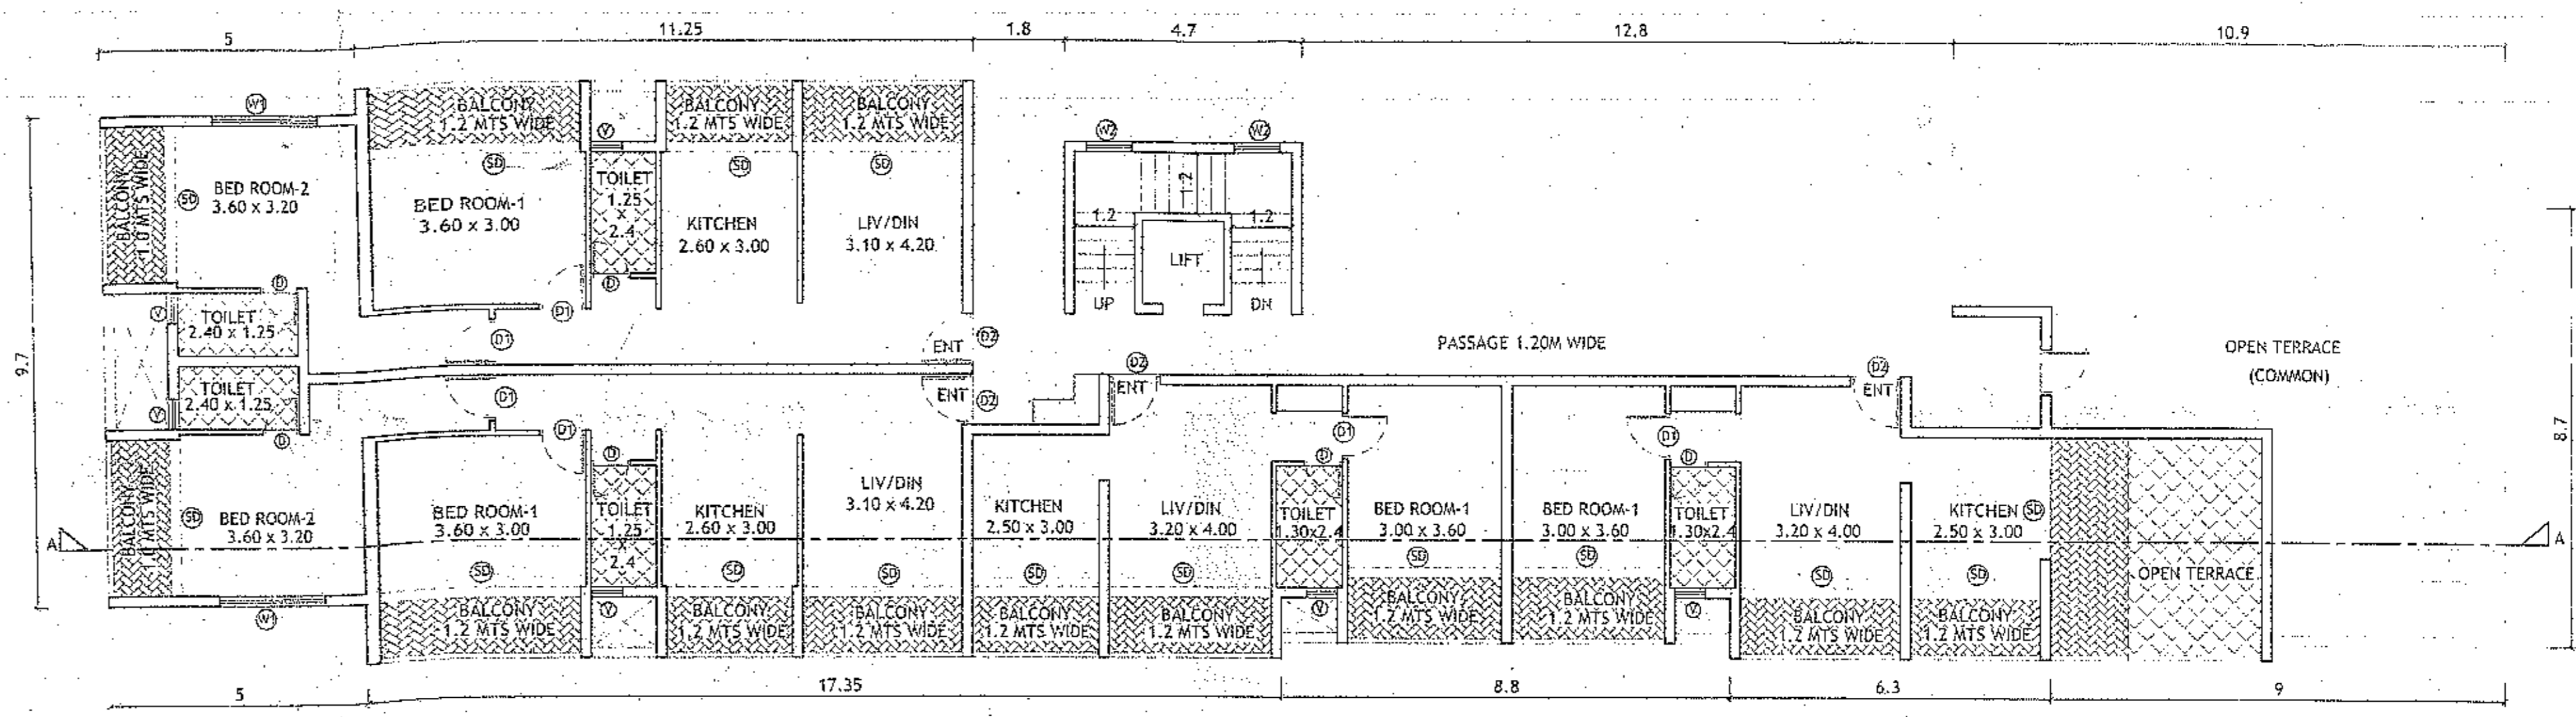 5
11.25
1.8
4.7
12.8
10.9
W1
BALCONY
1.2 MTS WIDE
V
BALCONY
1.2 MTS WIDE
BALCONY
1.2 MTS WIDE
W2
W2
BALCONY
1.0 MTS WIDE
SD
BED ROOM-2
3.60 x 3.20
SD
BED ROOM-1
3.60 x 3.00
TOILET
1.25
x
2.4
D
SD
KITCHEN
2.60 x 3.00
SD
LIV/DIN
3.10 x 4.20
1.2
1.2
1.2
LIFT
UP
DN
9.7
8.7
D
V
TOILET
2.40 x 1.25
D1
D1
ENT
D2
TOILET
2.40 x 1.25
V
D
D1
D1
ENT
D2
D2
ENT
PASSAGE 1.20M WIDE
D2
ENT
OPEN TERRACE
(COMMON)
BALCONY
1.0 MTS WIDE
SD
BED ROOM-2
3.60 x 3.20
BED ROOM-1
3.60 x 3.00
SD
D
TOILET
1.25
x
2.4
V
KITCHEN
2.60 x 3.00
SD
LIV/DIN
3.10 x 4.20
SD
KITCHEN
2.50 x 3.00
SD
LIV/DIN
3.20 x 4.00
SD
D1
D
TOILET
1.30x2.4
V
BED ROOM-1
3.00 x 3.60
SD
BED ROOM-1
3.00 x 3.60
SD
D1
D
TOILET
1.30x2.4
V
LIV/DIN
3.20 x 4.00
SD
KITCHEN
2.50 x 3.00
SD
SD
OPEN TERRACE
A
A
W1
BALCONY
1.2 MTS WIDE
BALCONY
1.2 MTS WIDE
BALCONY
1.2 MTS WIDE
BALCONY
1.2 MTS WIDE
BALCONY
1.2 MTS WIDE
BALCONY
1.2 MTS WIDE
BALCONY
1.2 MTS WIDE
BALCONY
1.2 MTS WIDE
BALCONY
1.2 MTS WIDE
5
17.35
8.8
6.3
9